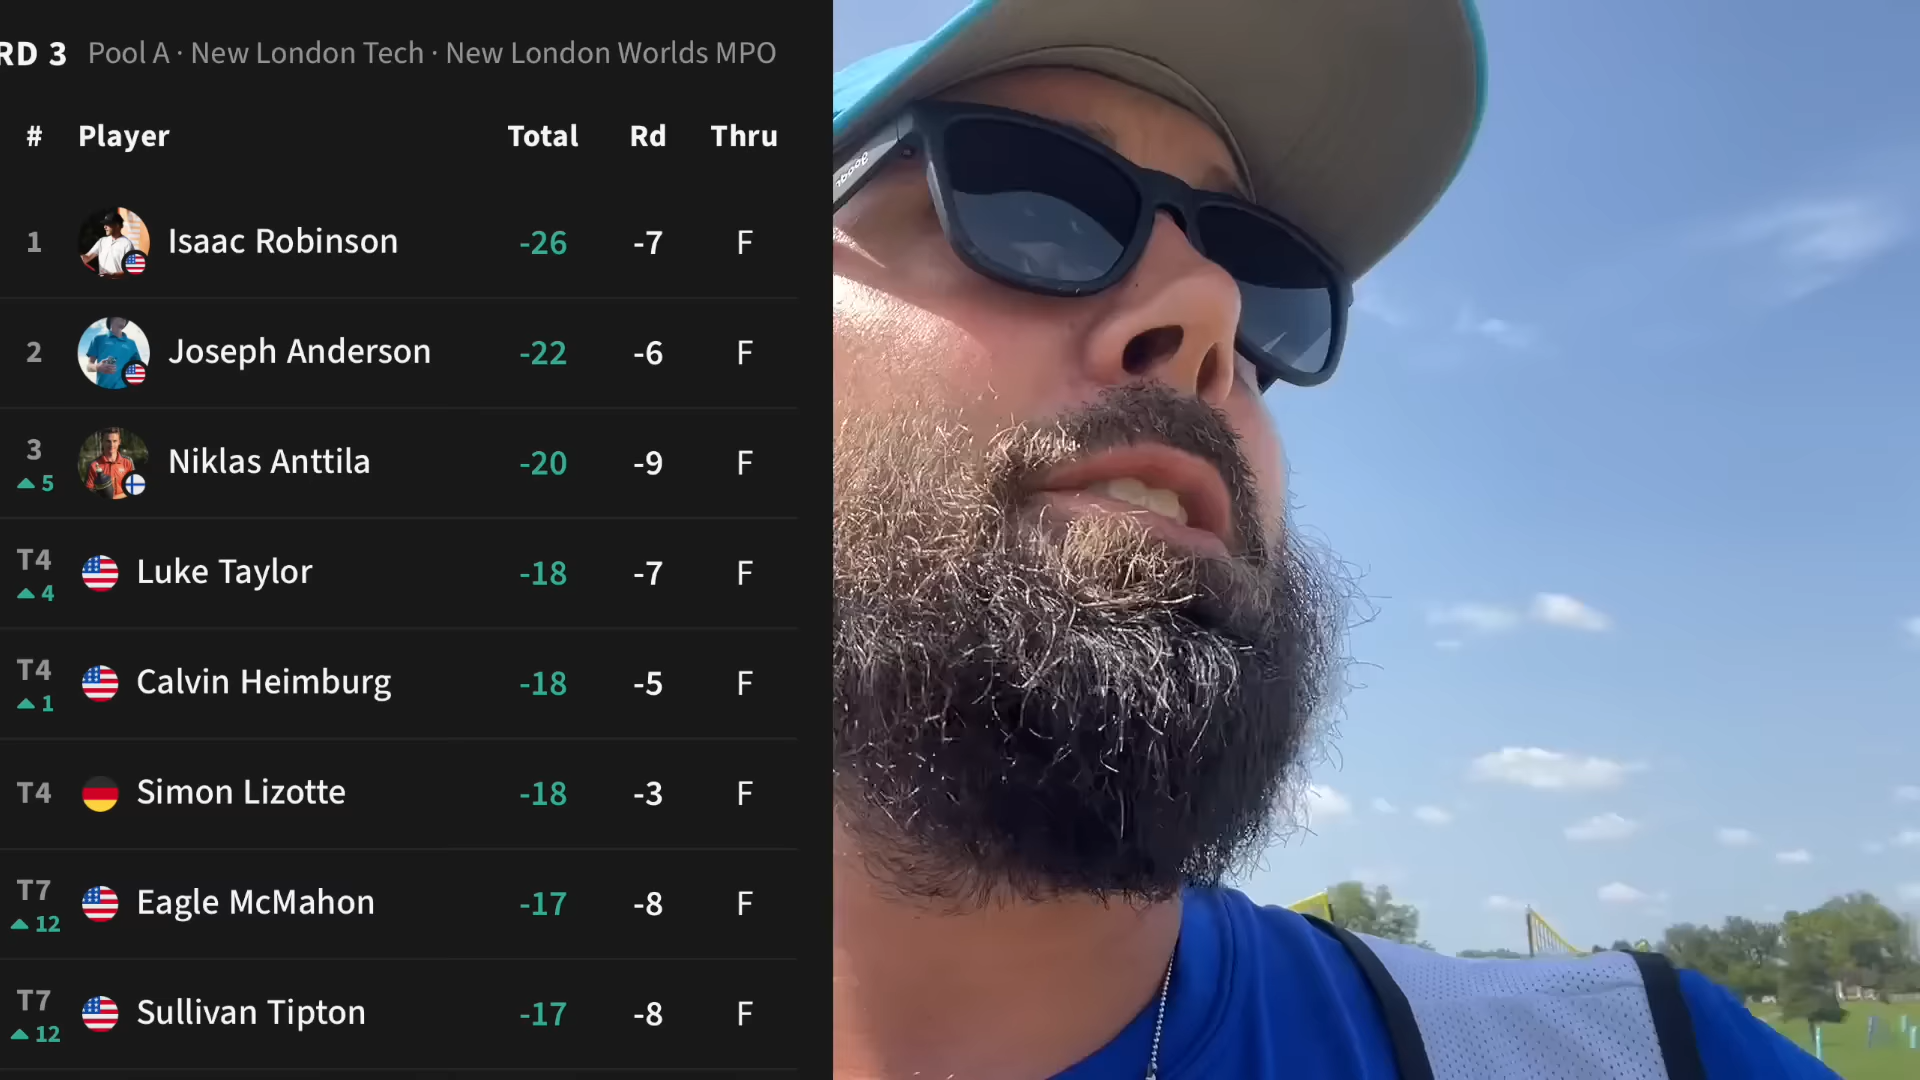 RD 3 Pool A · New London Tech · New London Worlds MPO
# Player Total Rd Thru
1 Isaac Robinson -26 -7 F
2 Joseph Anderson -22 -6 F
3 5 Niklas Anttila -20 -9 F
T4 4 Luke Taylor -18 -7 F
T4 1 Calvin Heimburg -18 -5 F
T4 Simon Lizotte -18 -3 F
T7 12 Eagle McMahon -17 -8 F
T7 12 Sullivan Tipton -17 -8 F
goodr